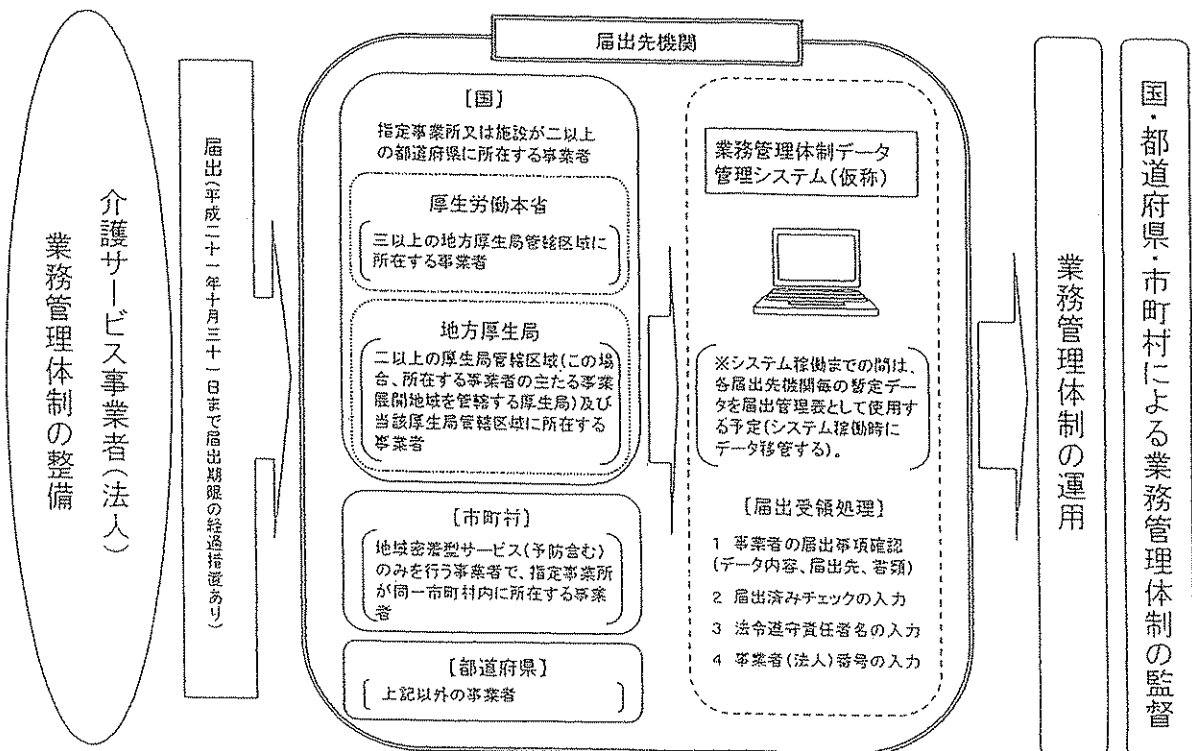 介護サービス事業者(法人)
業務管理体制の整備
届出(平成二十一年十月三十一日まで届出期限の経過措置あり)
届出先機関
[国]
指定事業所又は施設が二以上
の都道府県に所在する事業者
厚生労働本省
三以上の地方厚生局管轄区域に
所在する事業者
地方厚生局
二以上の厚生局管轄区域(この場
合、所在する事業者の主たる事業
展開地域を管轄する厚生局)及び
当該厚生局管轄区域に所在する
事業者
[市町村]
地域密着型サービス(予防含む)
のみを行う事業者で、指定事業所
が同一市町村内に所在する事業
者
[都道府県]
上記以外の事業者
業務管理体制データ
管理システム(仮称)
※システム稼働までの間は、
各届出先機関毎の暫定デー
タを届出管理表として使用す
る予定(システム稼働時に
データ移管する)。
[届出受領処理]
1 事業者の届出事項確認
(データ内容、届出先、書類)
2 届出済みチェックの入力
3 法令遵守責任者名の入力
4 事業者(法人)番号の入力
業務管理体制の運用
国・都道府県・市町村による業務管理体制の監督